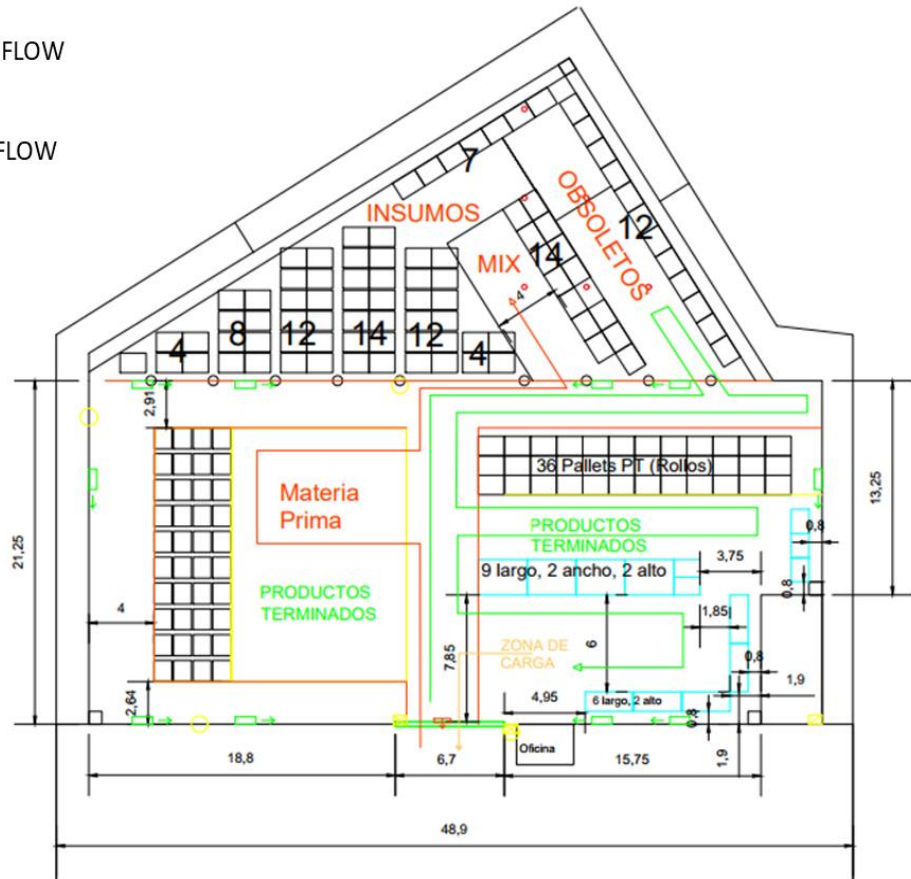 FLOW
FLOW
7
INSUMOS
OBSOLETOS
12
MIX
14
4
4
8
12
14
12
4
2,91
36 Pallets PT (Rollos)
Materia
Prima
13,25
21,25
PRODUCTOS
TERMINADOS
0,8
3,75
9 largo, 2 ancho, 2 alto
0,8
PRODUCTOS
TERMINADOS
4
1,85
7,85
6
ZONA DE
CARGA
0,8
1,9
2,64
4,95
6 largo, 2 alto
0,8
Oficina
18,8
6,7
15,75
1,9
48,9